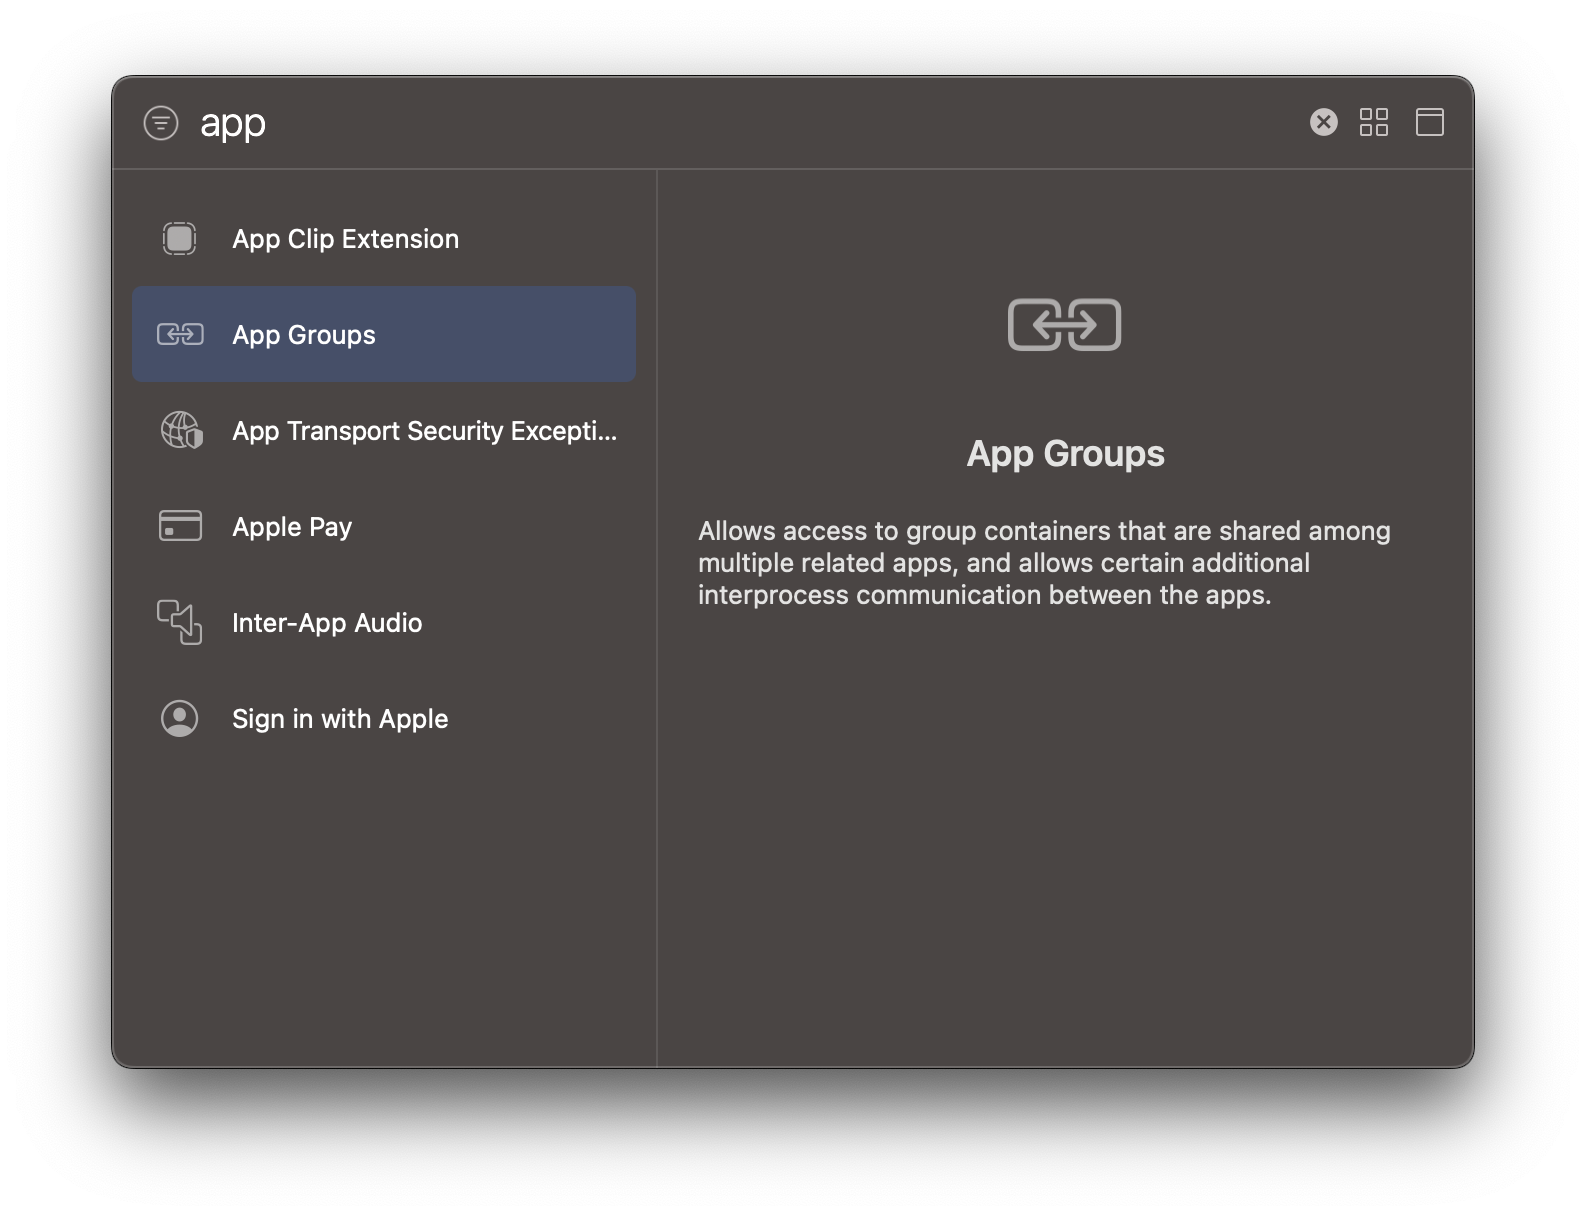 app
App Clip Extension
App Groups
App Transport Security Excepti...
Apple Pay
Inter-App Audio
Sign in with Apple
App Groups
Allows access to group containers that are shared among
multiple related apps, and allows certain additional
interprocess communication between the apps.